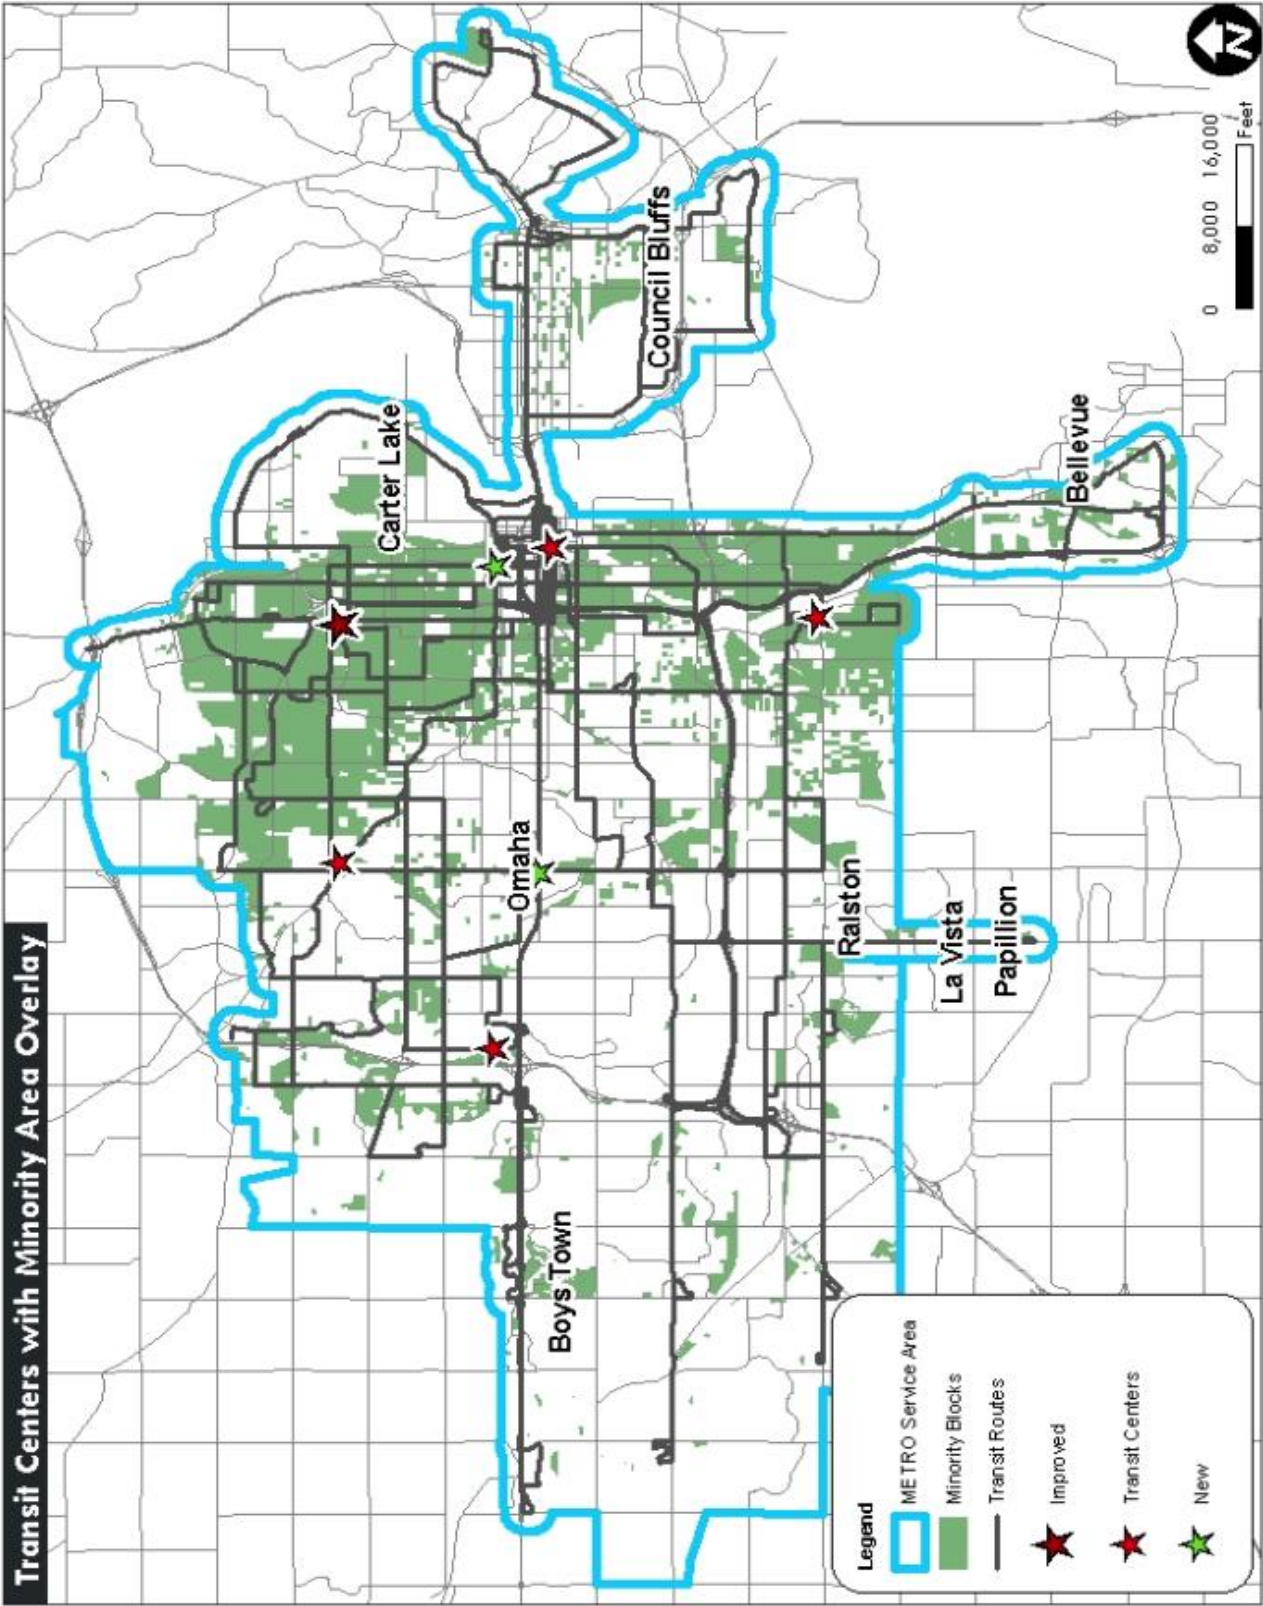 Transit Centers with Minority Area Overlay
Carter Lake
Council Bluffs
Omaha
Boys Town
Ralston
La Vista
Papillion
Bellevue
Legend
METRO Service Area
Minority Blocks
Transit Routes
Improved
Transit Centers
New
0 8,000 16,000
Feet
N